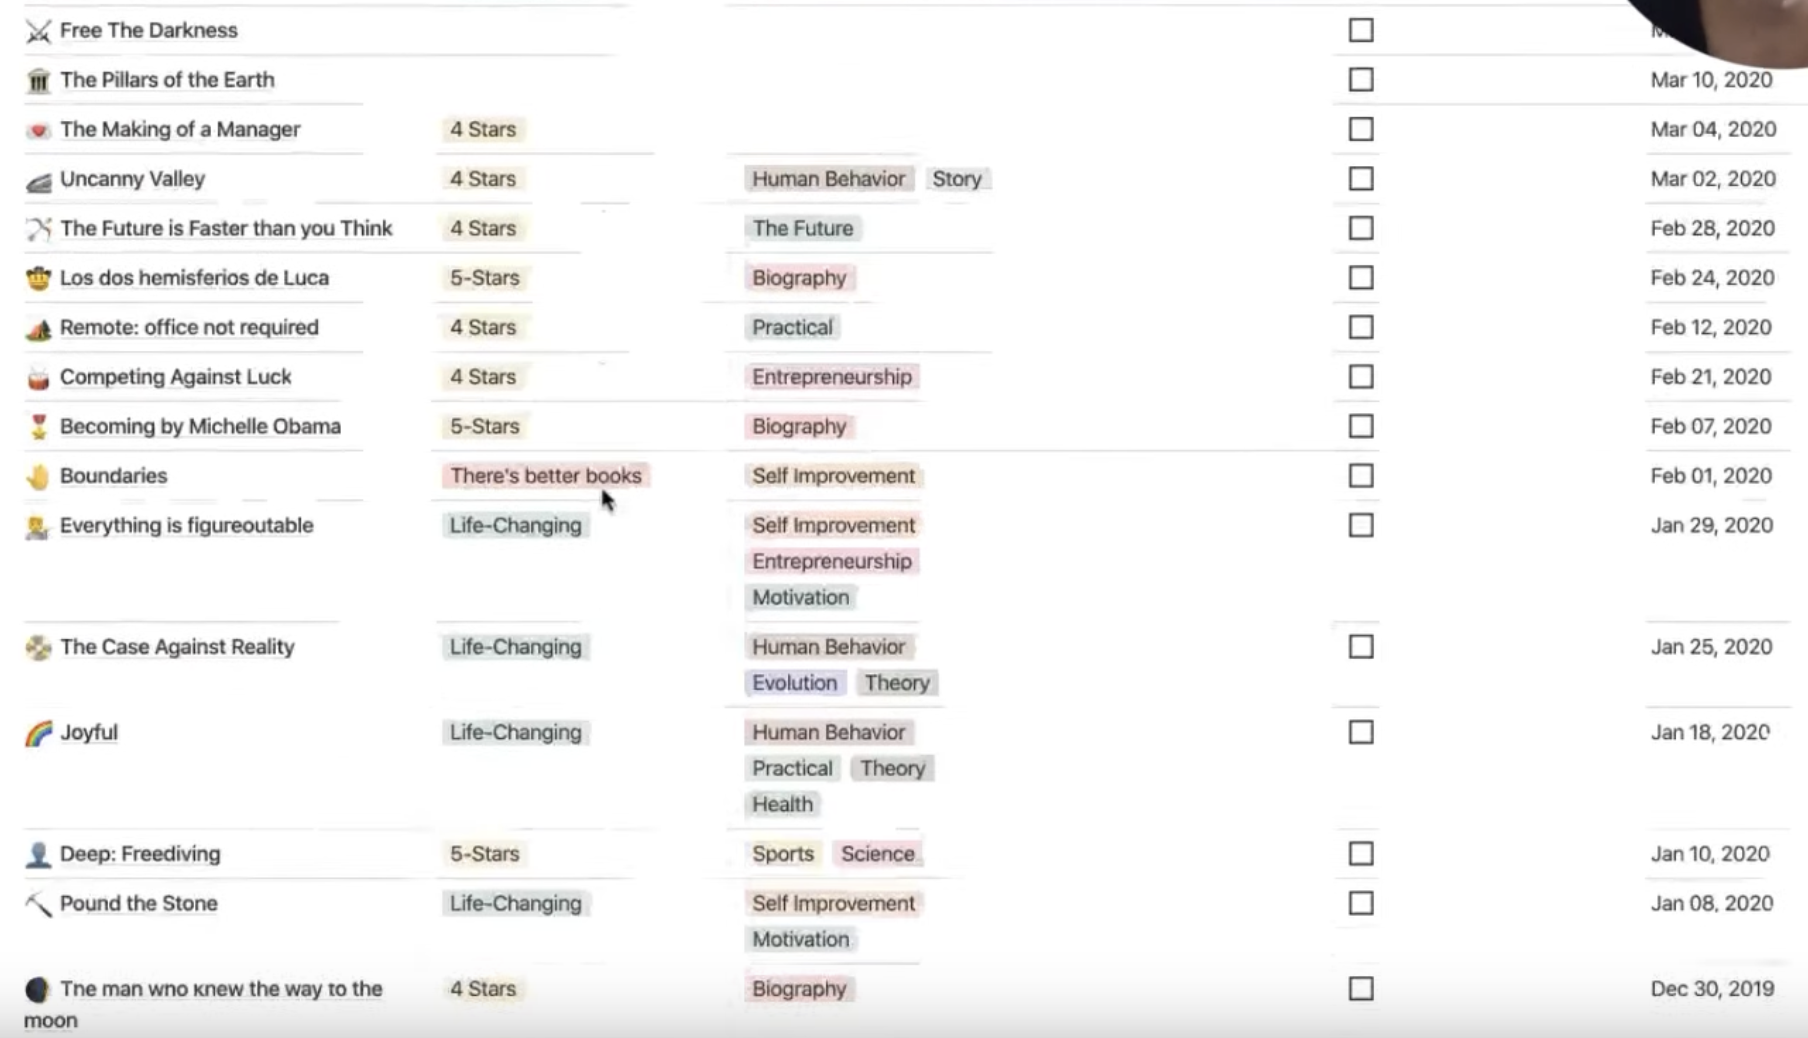 Free The Darkness
The Pillars of the Earth Mar 10, 2020
The Making of a Manager 4 Stars Mar 04, 2020
Uncanny Valley 4 Stars Human Behavior Story Mar 02, 2020
The Future is Faster than you Think 4 Stars The Future Feb 28, 2020
Los dos hemisferios de Luca 5-Stars Biography Feb 24, 2020
Remote: office not required 4 Stars Practical Feb 12, 2020
Competing Against Luck 4 Stars Entrepreneurship Feb 21, 2020
Becoming by Michelle Obama 5-Stars Biography Feb 07, 2020
Boundaries There's better books Self Improvement Feb 01, 2020
Everything is figureoutable Life-Changing Self Improvement Jan 29, 2020
Entrepreneurship
Motivation
The Case Against Reality Life-Changing Human Behavior Jan 25, 2020
Evolution Theory
Joyful Life-Changing Human Behavior Jan 18, 2020
Practical Theory
Health
Deep: Freediving 5-Stars Sports Science Jan 10, 2020
Pound the Stone Life-Changing Self Improvement Jan 08, 2020
Motivation
The man who knew the way to the 4 Stars Biography Dec 30, 2019
moon